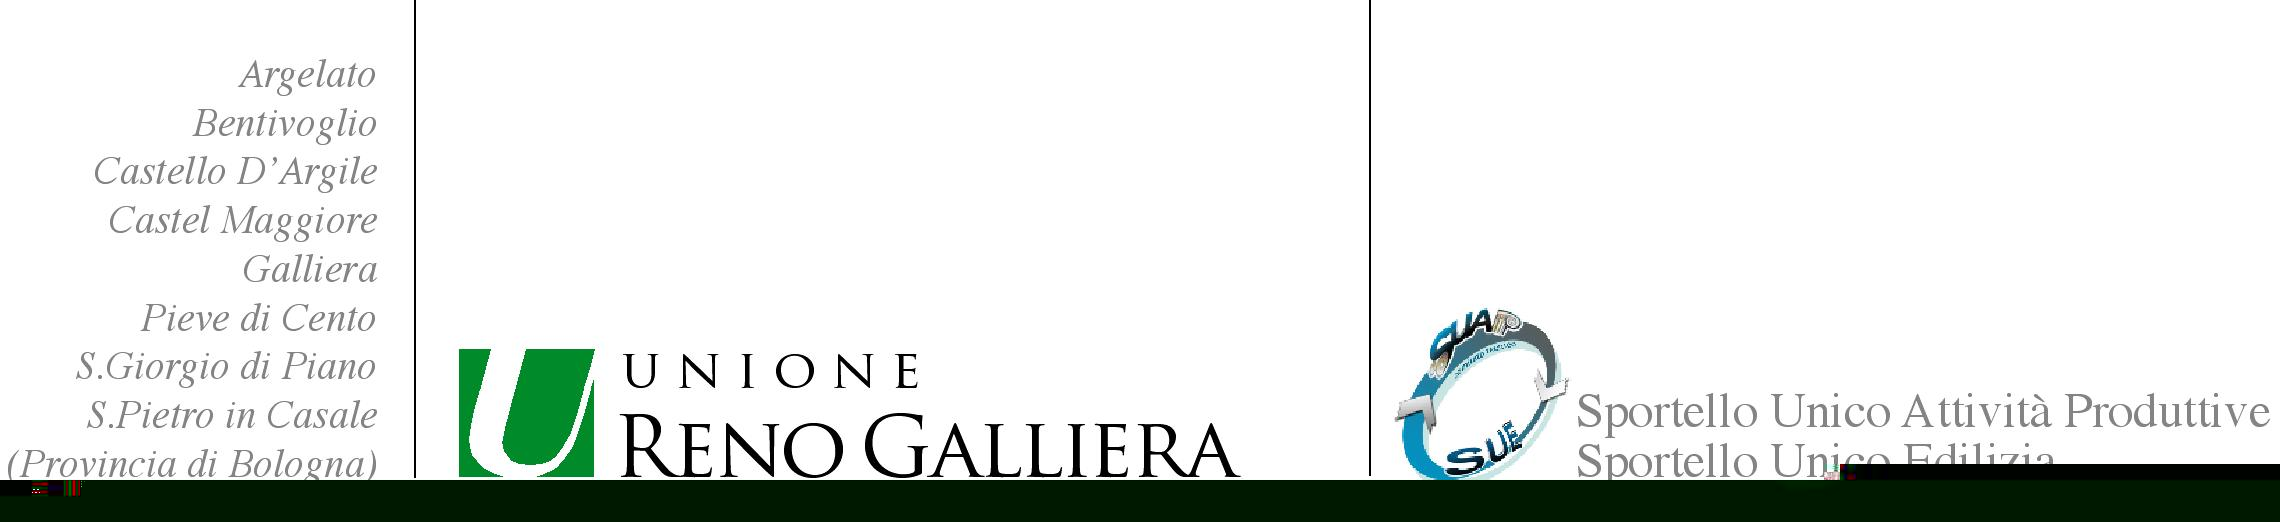 Argelato
Bentivoglio
Castello D’Argile
Castel Maggiore
Galliera
Pieve di Cento
S.Giorgio di Piano
S.Pietro in Casale
(Provincia di Bologna)
UNIONE
RENO GALLIERA
SUAP
SUE
Sportello Unico Attività Produttive
Sportello Unico Edilizia